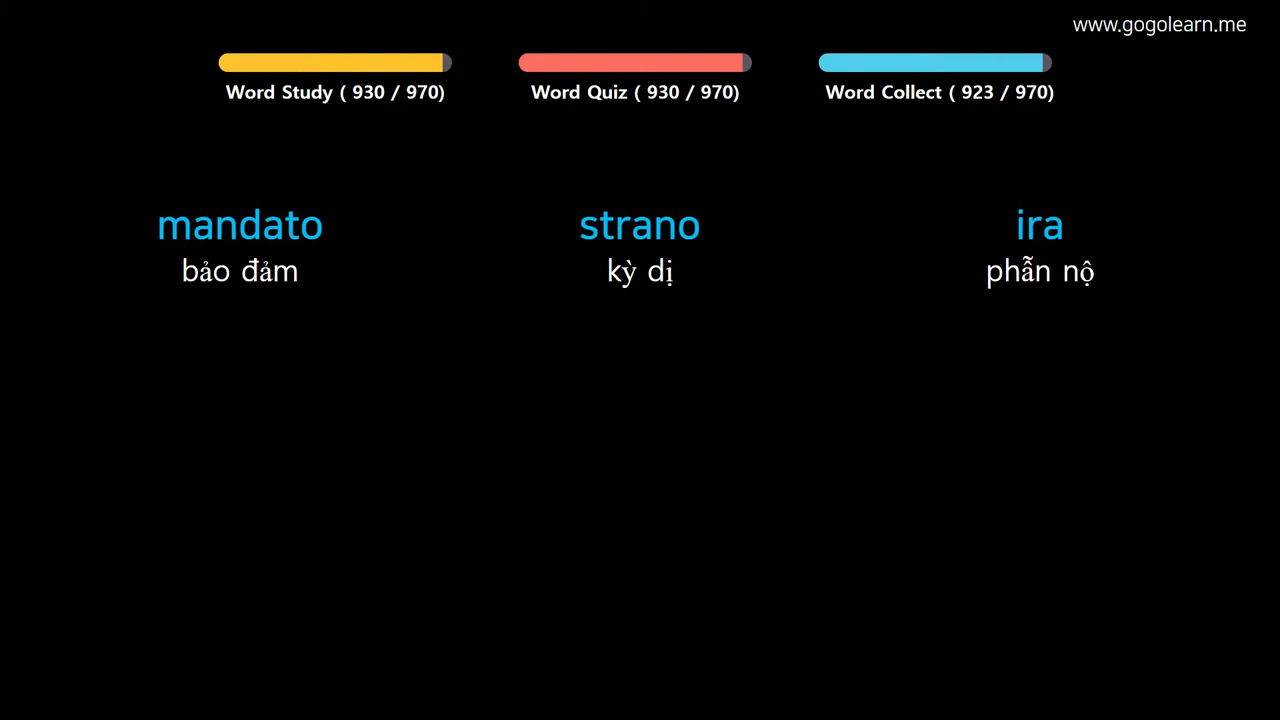 www.gogolearn.me
Word Study ( 930 / 970)
Word Quiz ( 930 / 970)
Word Collect ( 923 / 970)
mandato
bảo đảm
strano
kỳ dị
ira
phẫn nộ